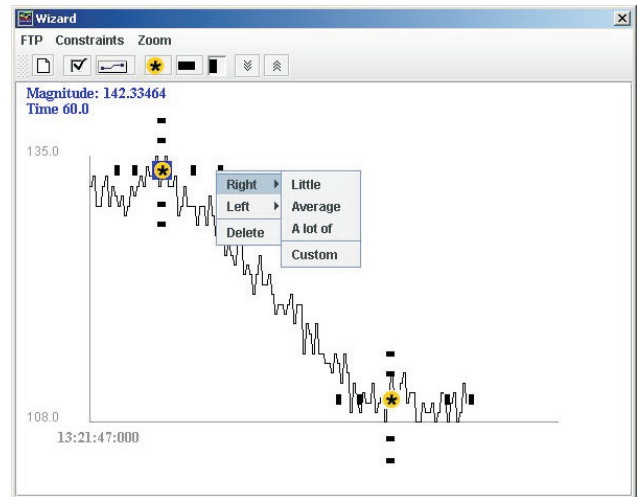 Wizard
FTP Constraints Zoom
Magnitude: 142.33464
Time 60.0
135.0
Right Little
Left Average
A lot of
Delete
Custom
108.0
13:21:47:000